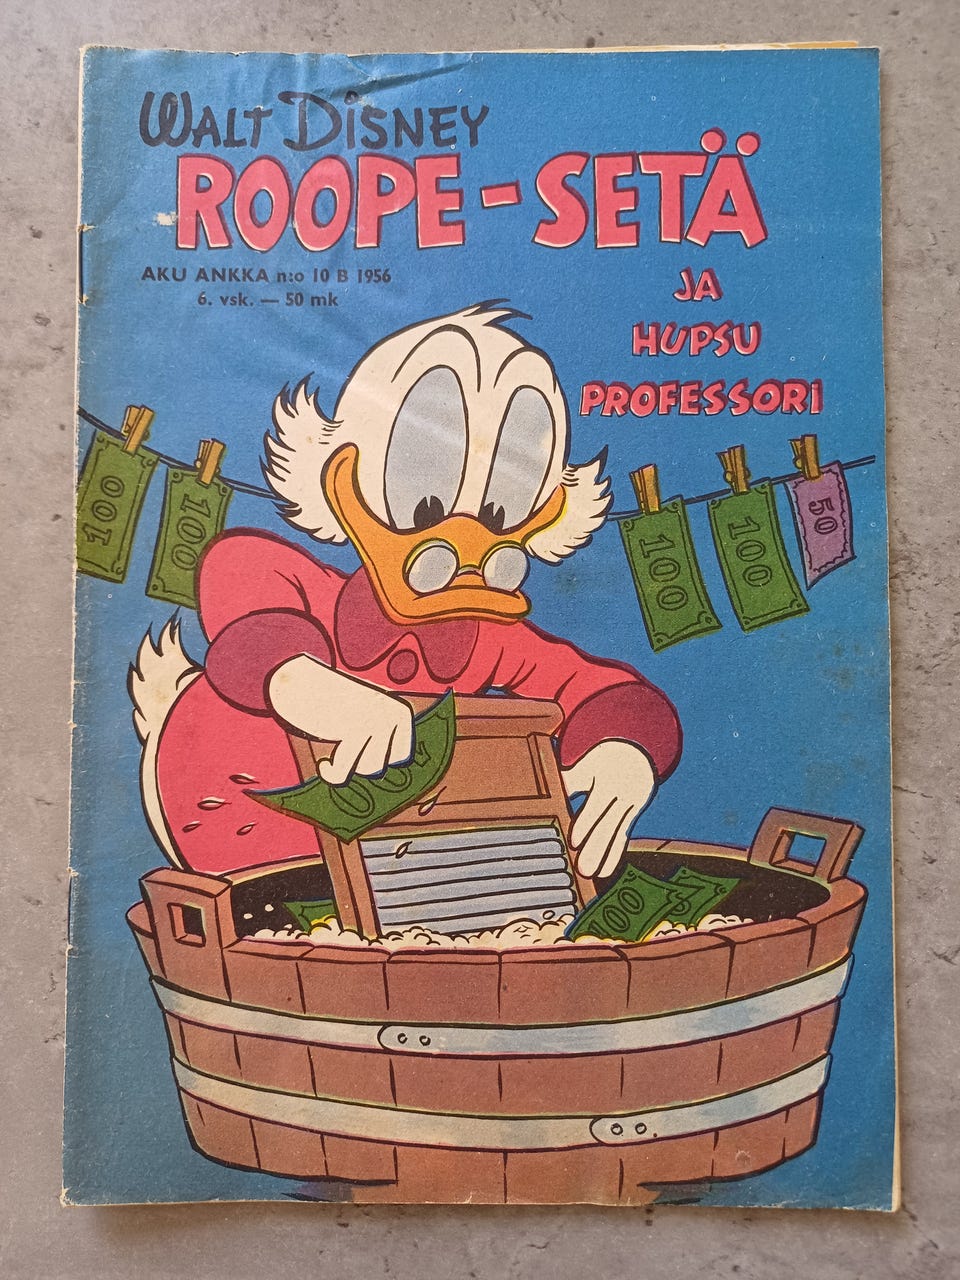 WALT DISNEY
ROOPE-SETÄ
AKU ANKKA n:o 10 B 1956
6. vsk. — 50 mk
JA
HUPSU
PROFESSORI
100
100
100
100
50
100
100